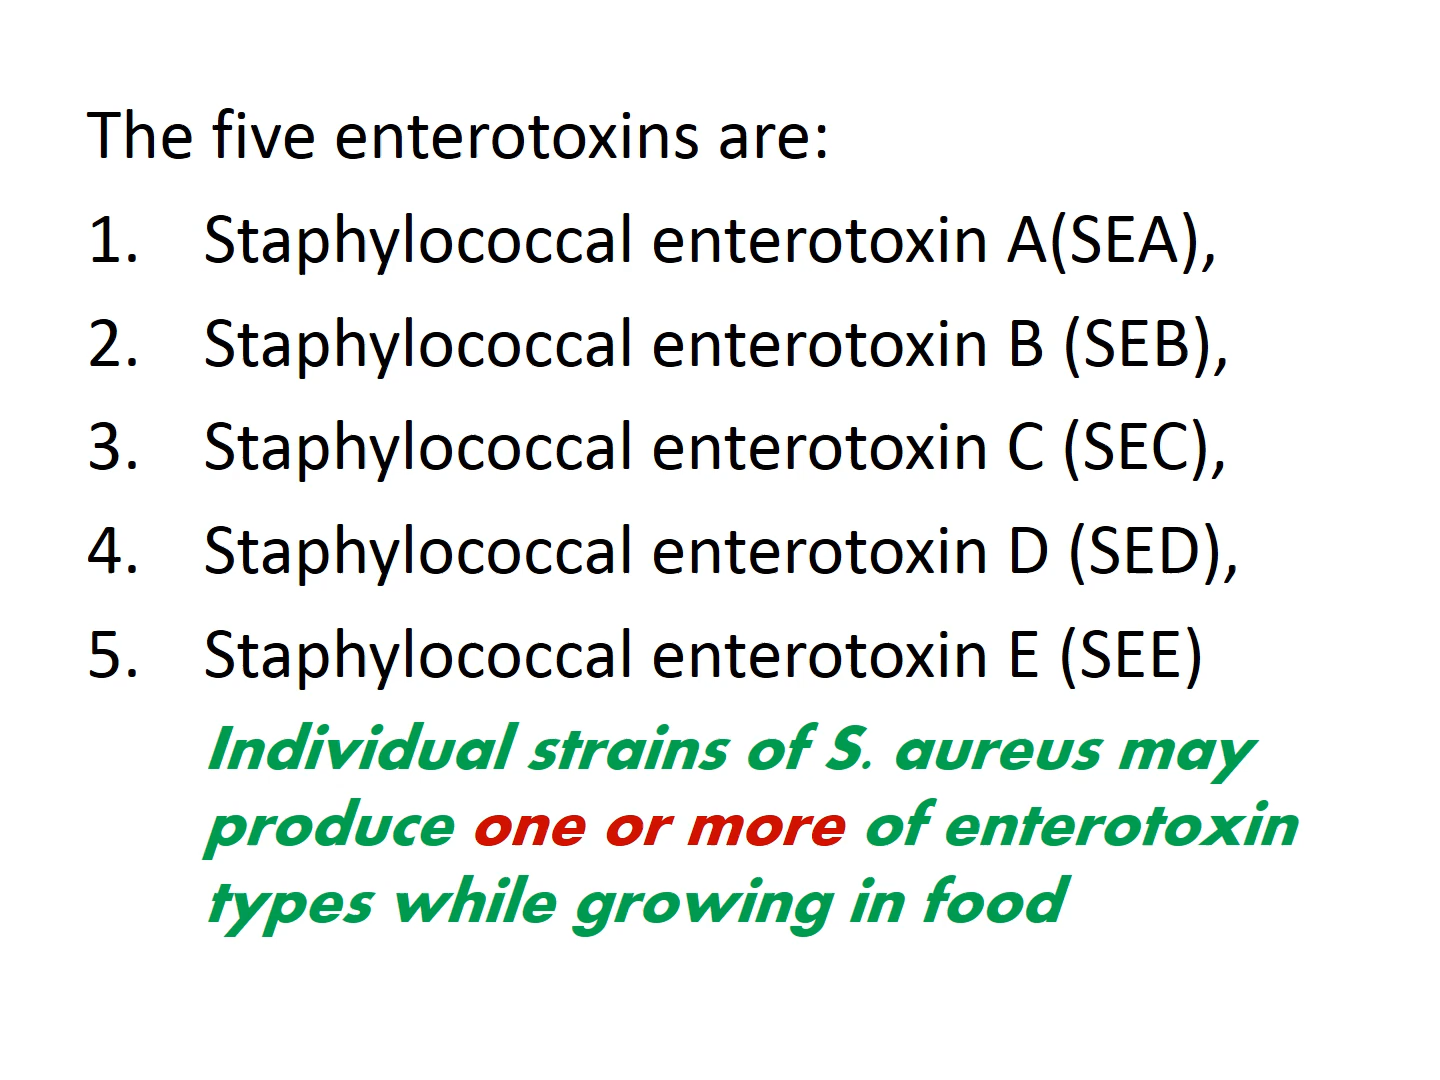 The five enterotoxins are:
1. Staphylococcal enterotoxin A(SEA),
2. Staphylococcal enterotoxin B (SEB),
3. Staphylococcal enterotoxin C (SEC),
4. Staphylococcal enterotoxin D (SED),
5. Staphylococcal enterotoxin E (SEE)
Individual strains of S. aureus may
produce one or more of enterotoxin
types while growing in food